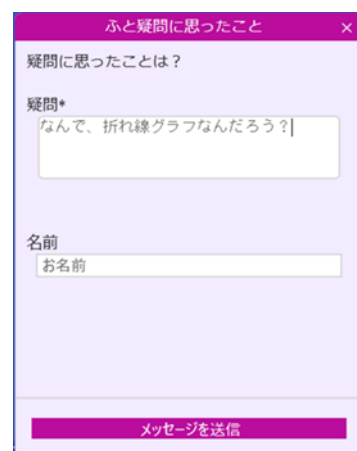 ふと疑問に思ったこと ×
疑問に思ったことは？
疑問*
なんで、折れ線グラフなんだろう？
名前
お名前
メッセージを送信